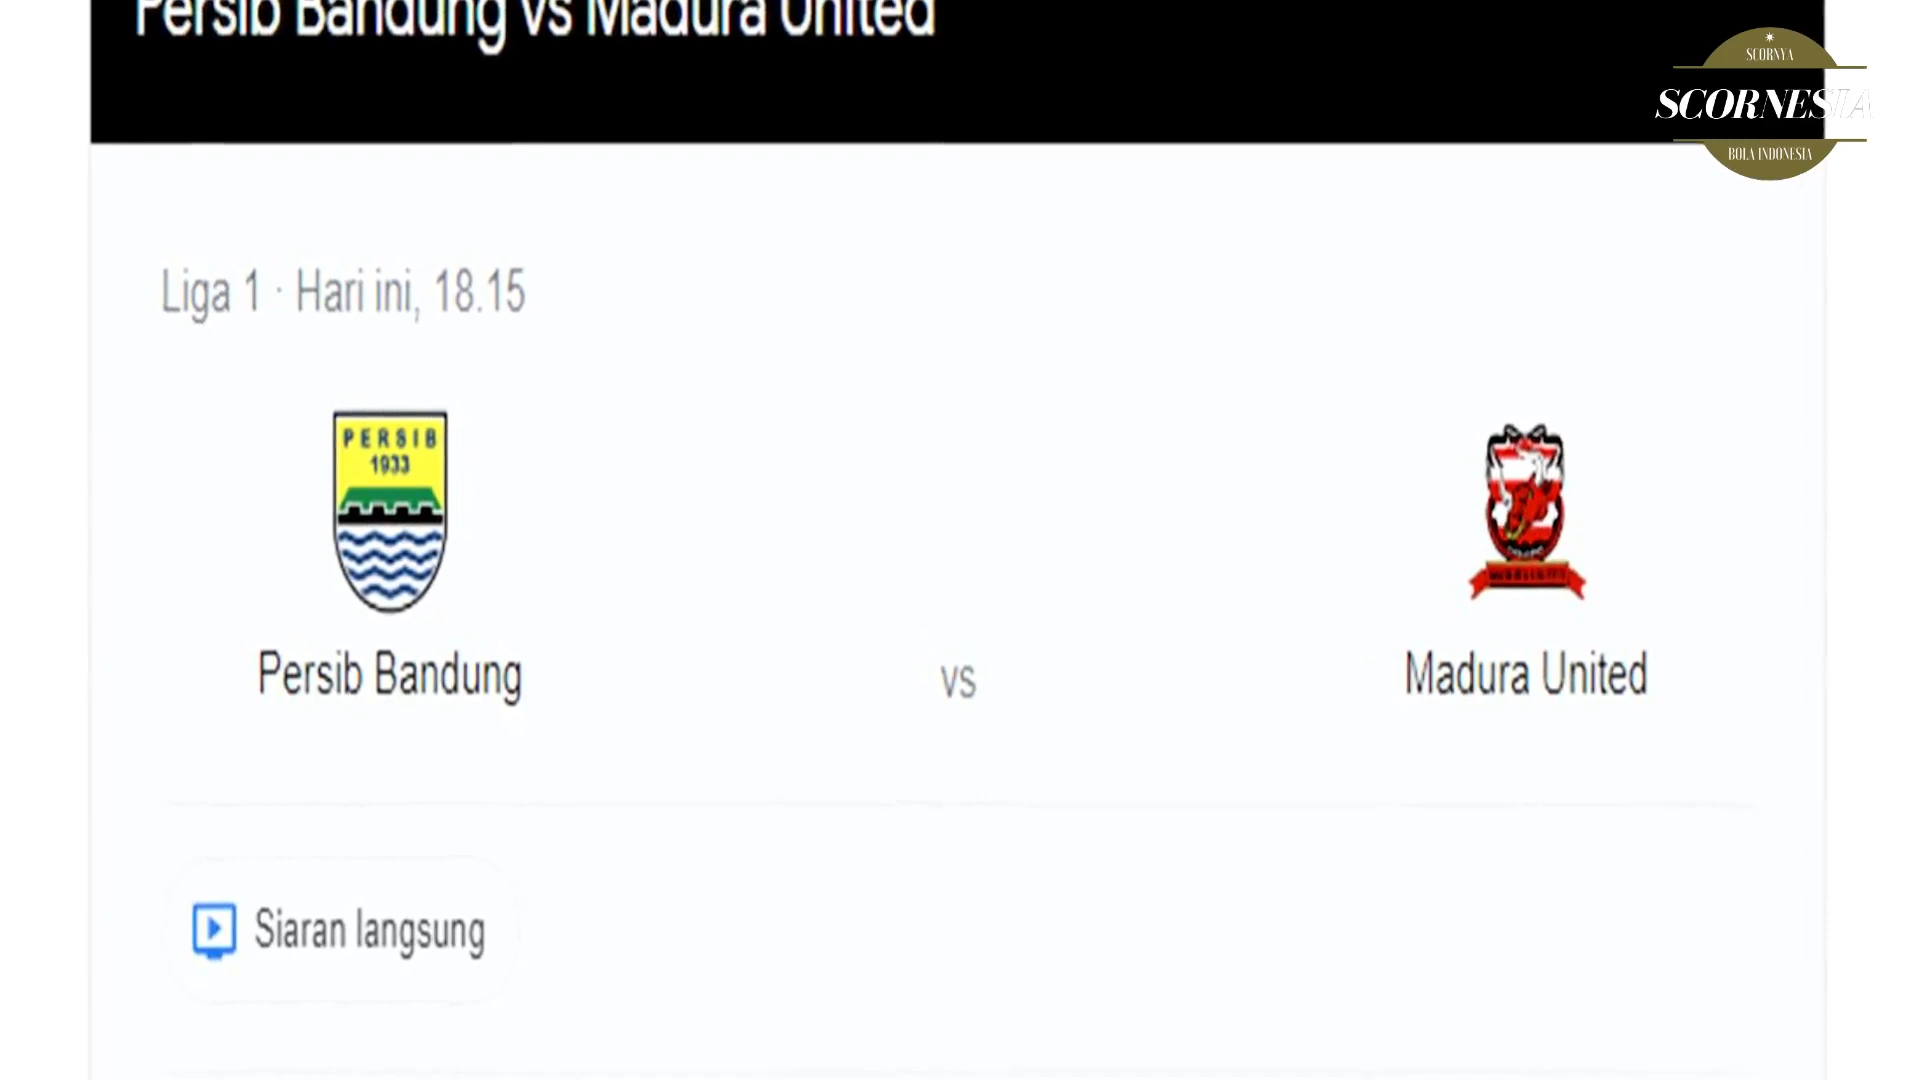 Persib Bandung vs Madura United
SCORNYA
SCORNESIA
BOLA INDONESIA
Liga 1 · Hari ini, 18.15
PERSIB
1933
Persib Bandung
vs
Madura United
Siaran langsung